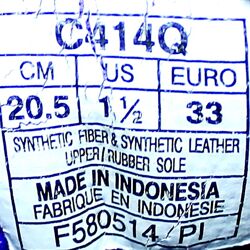 C414Q
CM US EURO
20.5 1 ½ 33
SYNTHETIC FIBER & SYNTHETIC LEATHER
UPPER/RUBBER SOLE
MADE IN INDONESIA
FABRIQUE EN INDONESIE
F580514 / PI